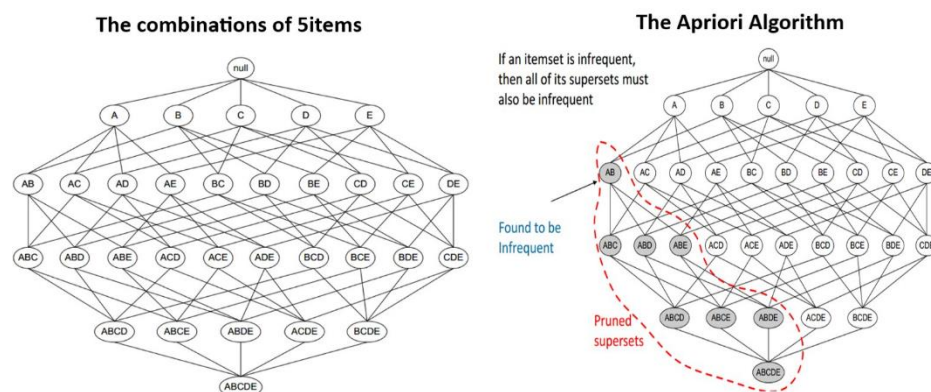 The combinations of 5items
null
A B C D E
AB AC AD AE BC BD BE CD CE DE
ABC ABD ABE ACD ACE ADE BCD BCE BDE CDE
ABCD ABCE ABDE ACDE BCDE
ABCDE
The Apriori Algorithm
If an itemset is infrequent,
then all of its supersets must
also be infrequent
null
A B C D E
AB AC AD AE BC BD BE CD CE DE
Found to be
Infrequent
ABC ABD ABE ACD ACE ADE BCD BCE BDE CDE
Pruned
supersets
ABCD ABCE ABDE ACDE BCDE
ABCDE